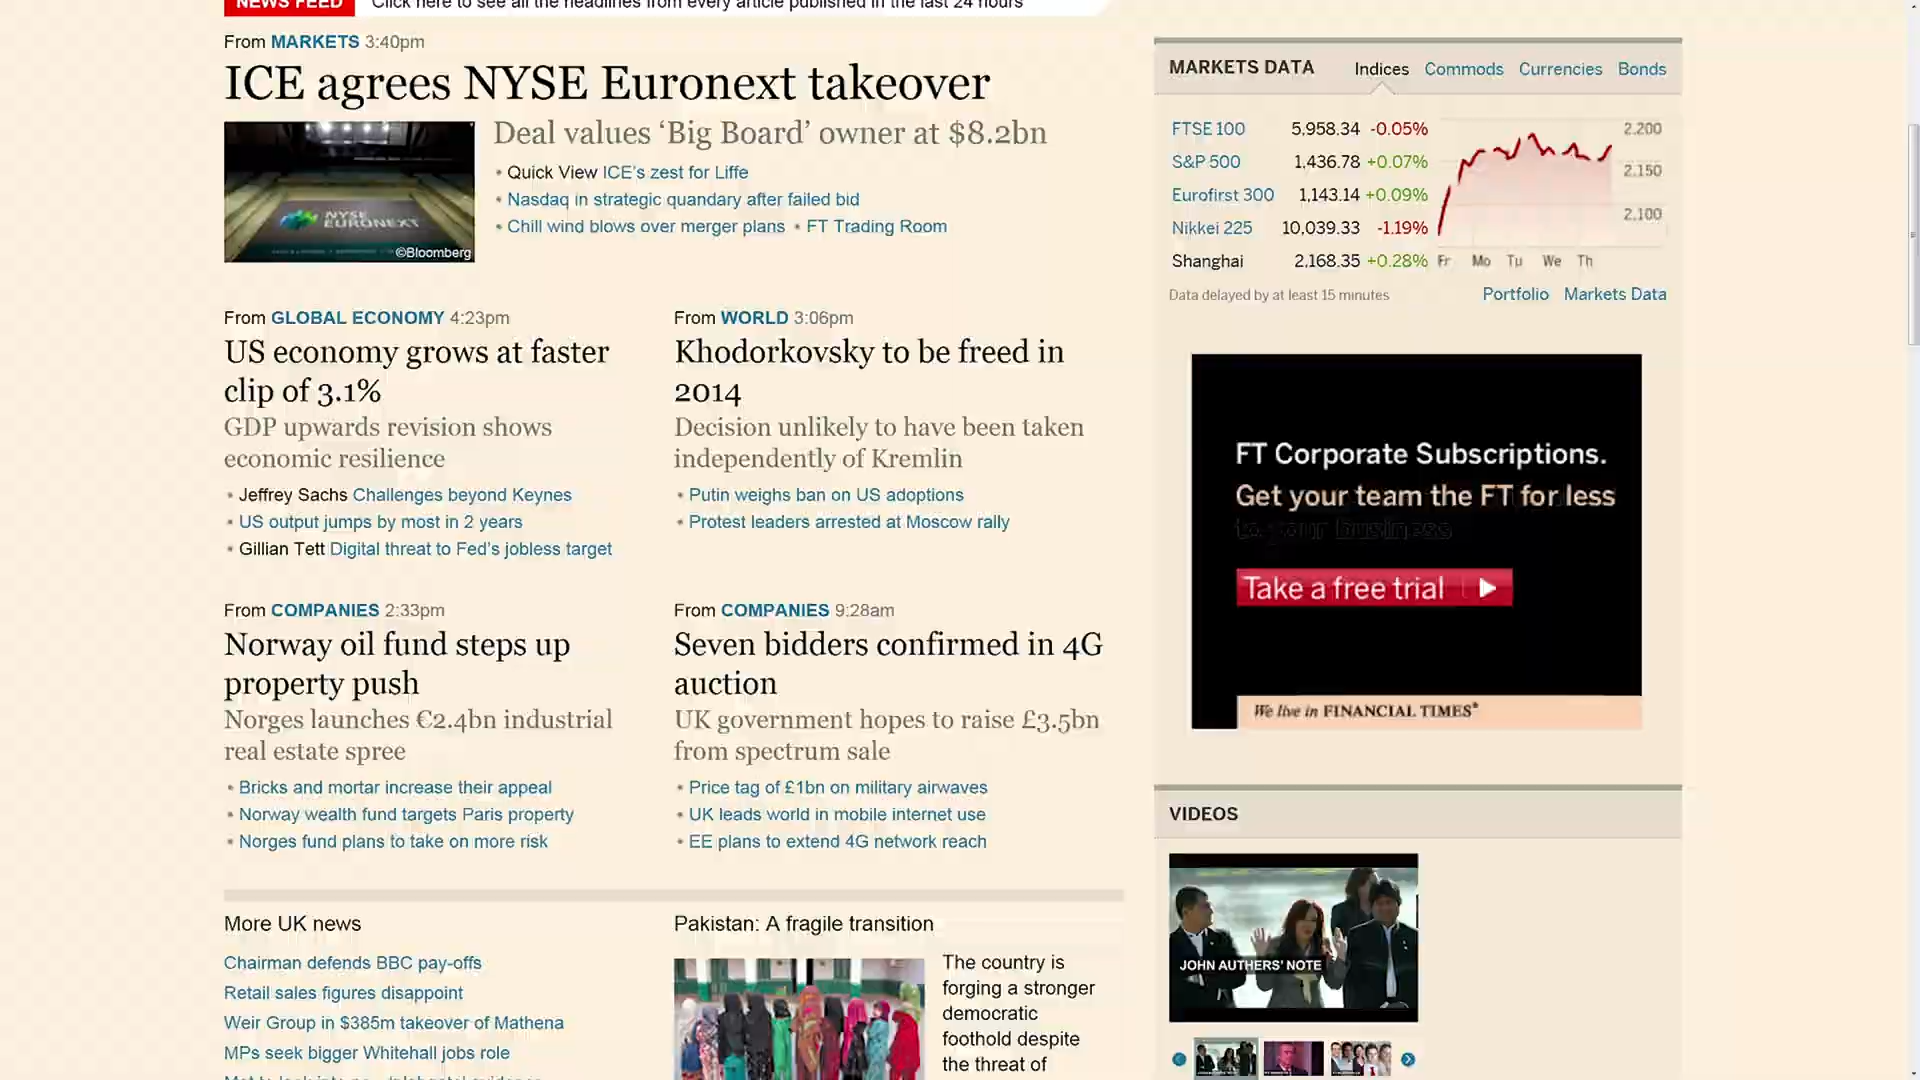 NEWS FEED Click here to see all the headlines from every article published in the last 24 hours
From MARKETS 3:40pm
ICE agrees NYSE Euronext takeover
Deal values ‘Big Board’ owner at $8.2bn
• Quick View ICE's zest for Liffe
• Nasdaq in strategic quandary after failed bid
• Chill wind blows over merger plans • FT Trading Room
NYSE
EURONEXT
©Bloomberg
From GLOBAL ECONOMY 4:23pm
US economy grows at faster
clip of 3.1%
GDP upwards revision shows
economic resilience
• Jeffrey Sachs Challenges beyond Keynes
• US output jumps by most in 2 years
• Gillian Tett Digital threat to Fed's jobless target
From WORLD 3:06pm
Khodorkovsky to be freed in
2014
Decision unlikely to have been taken
independently of Kremlin
• Putin weighs ban on US adoptions
• Protest leaders arrested at Moscow rally
From COMPANIES 2:33pm
Norway oil fund steps up
property push
Norges launches €2.4bn industrial
real estate spree
• Bricks and mortar increase their appeal
• Norway wealth fund targets Paris property
• Norges fund plans to take on more risk
From COMPANIES 9:28am
Seven bidders confirmed in 4G
auction
UK government hopes to raise £3.5bn
from spectrum sale
• Price tag of £1bn on military airwaves
• UK leads world in mobile internet use
• EE plans to extend 4G network reach
More UK news
Chairman defends BBC pay-offs
Retail sales figures disappoint
Weir Group in $385m takeover of Mathena
MPs seek bigger Whitehall jobs role
Pakistan: A fragile transition
The country is
forging a stronger
democratic
foothold despite
the threat of
MARKETS DATA Indices Commods Currencies Bonds
FTSE 100 5,958.34 -0.05%
S&P 500 1,436.78 +0.07%
Eurofirst 300 1,143.14 +0.09%
Nikkei 225 10,039.33 -1.19%
Shanghai 2,168.35 +0.28%
2.200
2.150
2.100
Fr Mo Tu We Th
Data delayed by at least 15 minutes Portfolio Markets Data
FT Corporate Subscriptions.
Get your team the FT for less
to your business
Take a free trial
We live in FINANCIAL TIMES®
VIDEOS
JOHN AUTHERS' NOTE